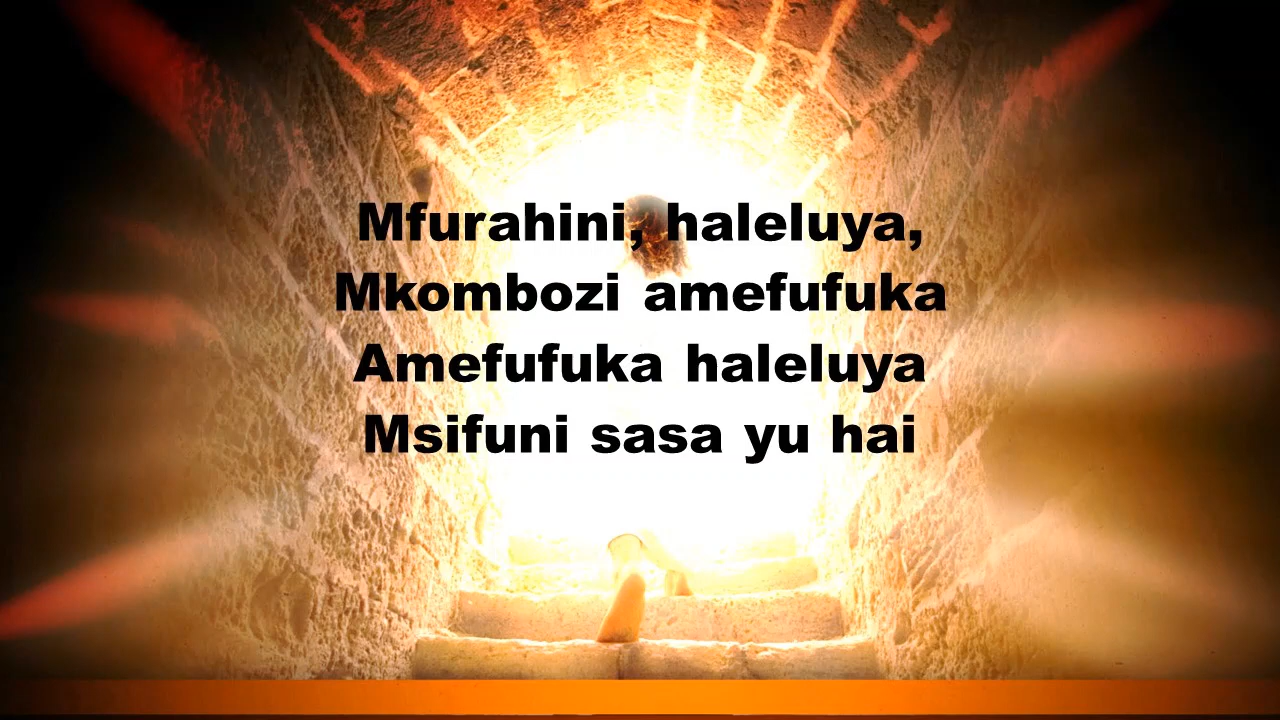 Mfurahini, haleluya,
Mkombozi amefufuka
Amefufuka haleluya
Msifuni sasa yu hai